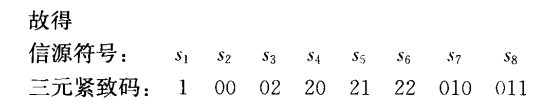 故得
信源符号： s₁ s₂ s₃ s₄ s₅ s₆ s₇ s₈
三元紧致码： 1 00 02 20 21 22 010 011